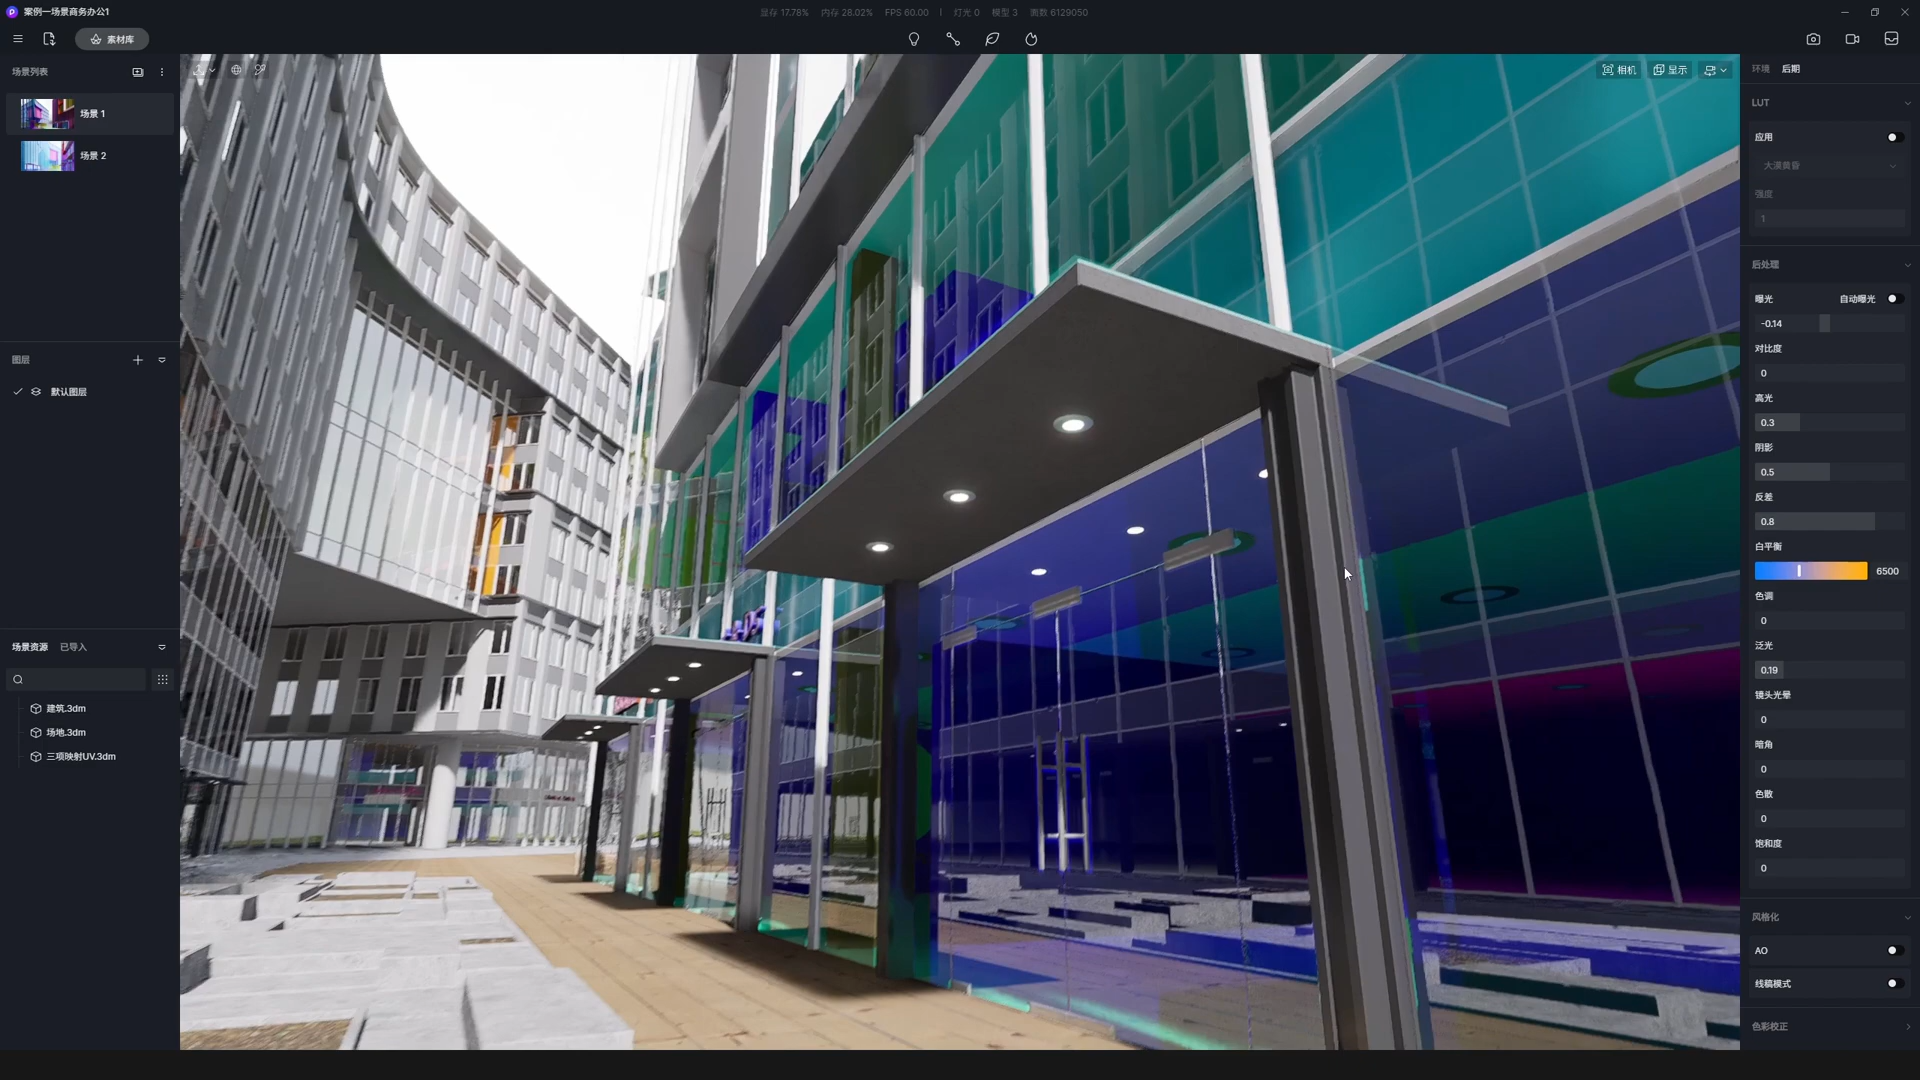 案例一场景商务办公1
显存 17.78% 内存 28.02% FPS 60.00 | 灯光 0 模型 3 面数 6129050
素材库
场景列表
场景 1
场景 2
图层
默认图层
场景资源 已导入
建筑.3dm
场地.3dm
三项映射UV.3dm
相机 显示
环境 后期
LUT
应用
大漠黄昏
强度
1
后处理
曝光 自动曝光
-0.14
对比度
0
高光
0.3
阴影
0.5
反差
0.8
白平衡
6500
色调
0
泛光
0.19
镜头光晕
0
暗角
0
色散
0
饱和度
0
风格化
AO
线稿模式
色彩校正